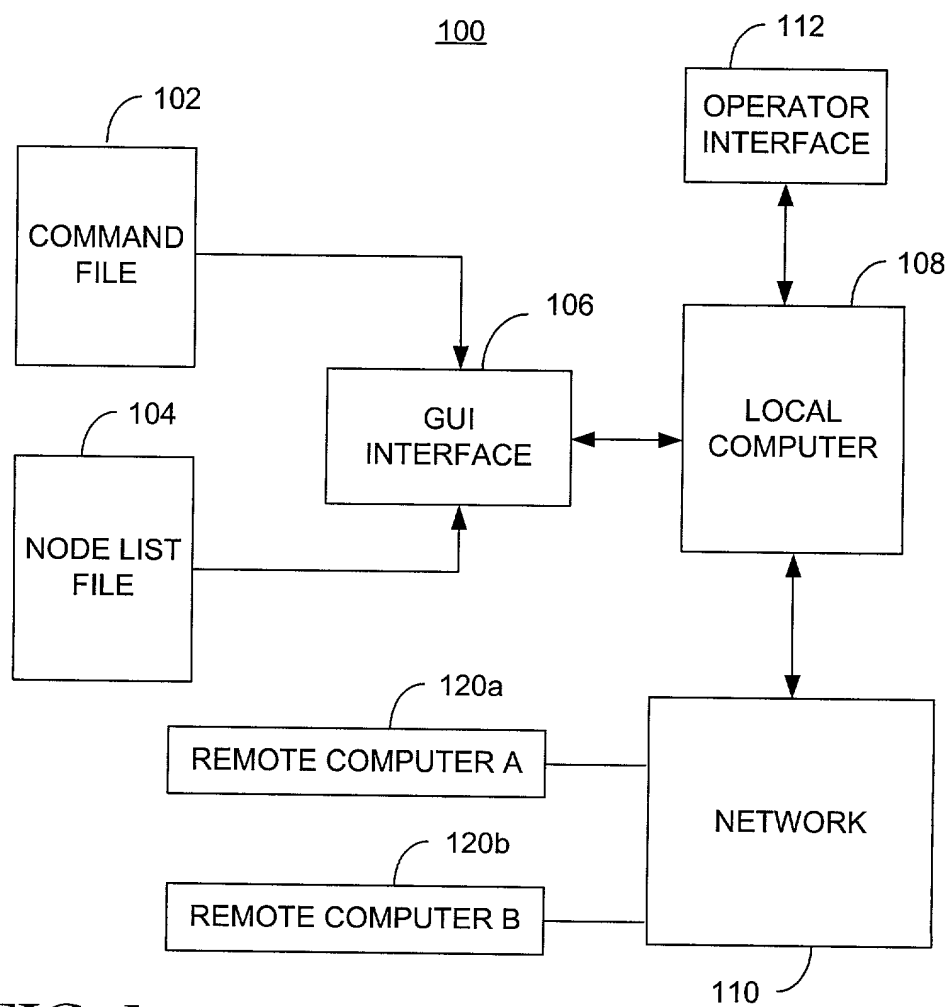 100
112
OPERATOR
INTERFACE
102
COMMAND
FILE
108
106
GUI
INTERFACE
LOCAL
COMPUTER
104
NODE LIST
FILE
120a
REMOTE COMPUTER A
NETWORK
120b
REMOTE COMPUTER B
110